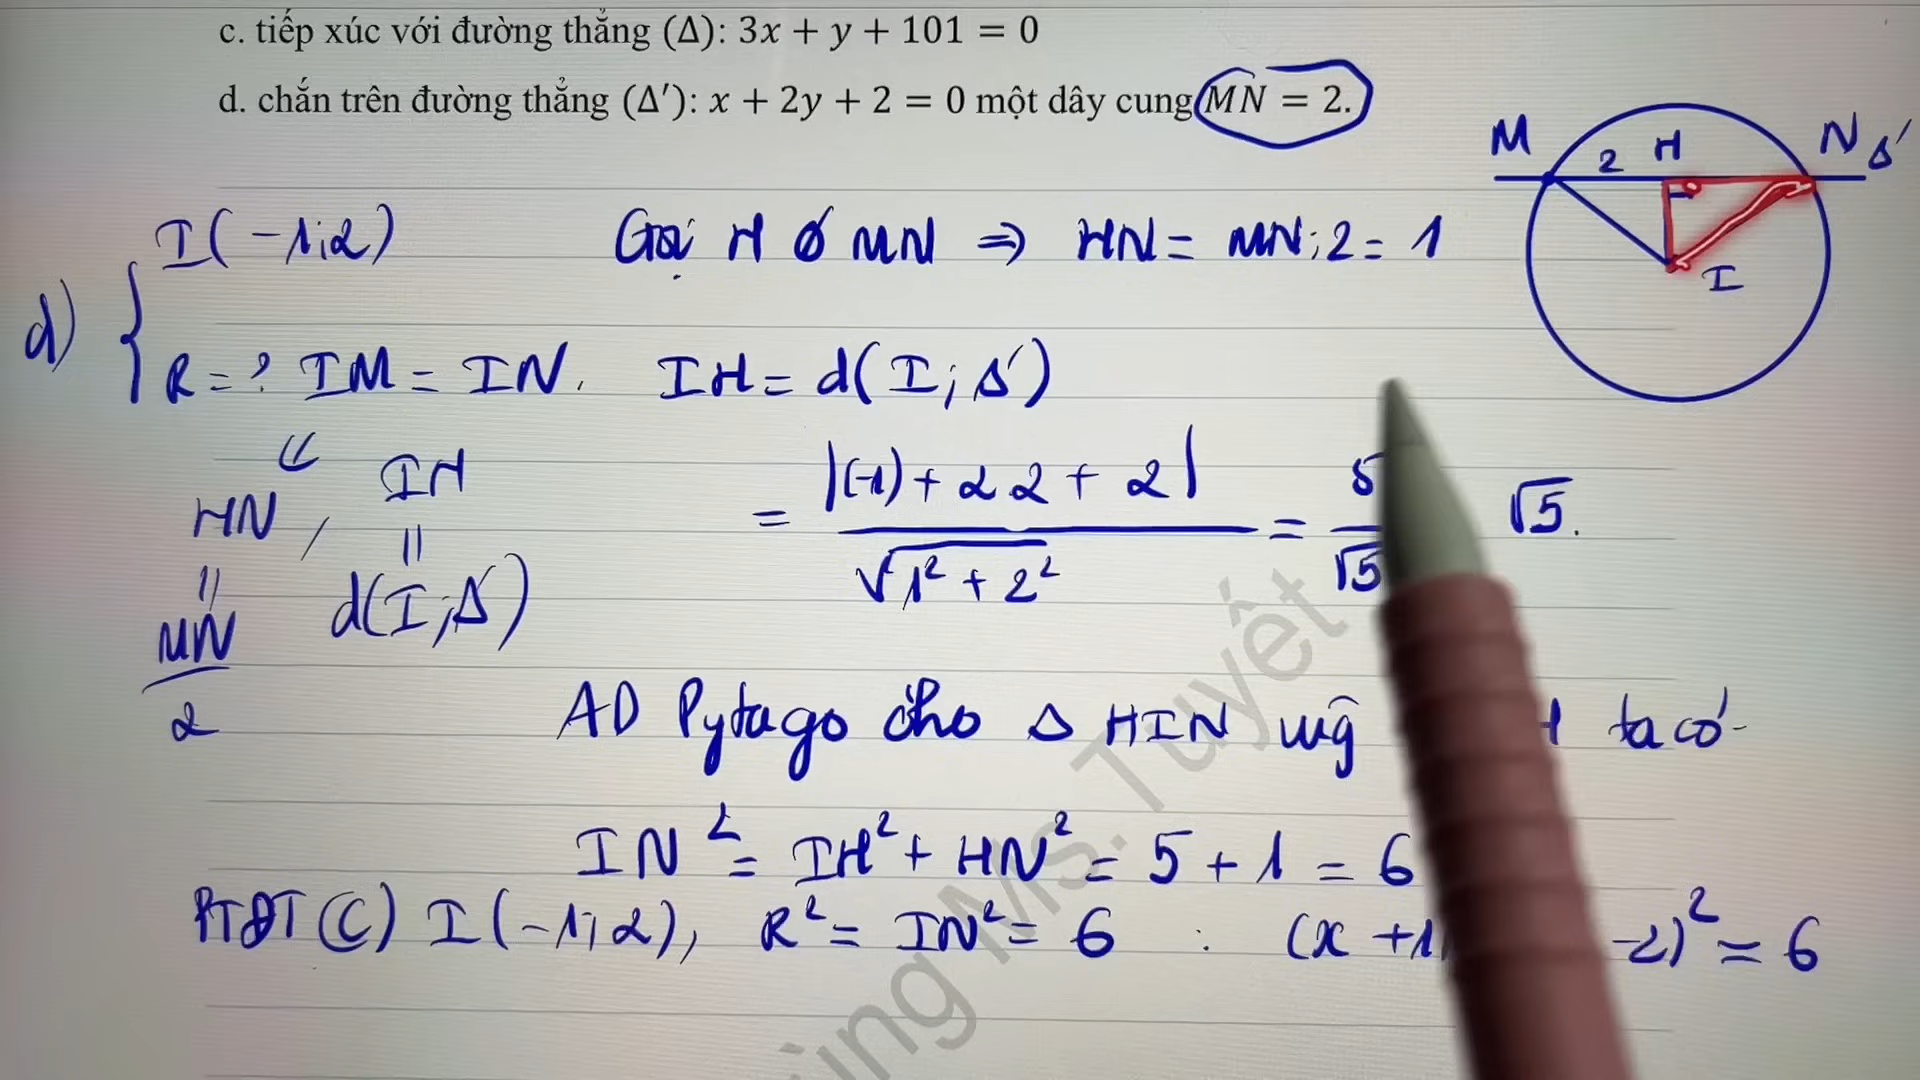 c. tiếp xúc với đường thẳng (Δ): 3x + y + 101 = 0
d. chắn trên đường thẳng (Δ′): x + 2y + 2 = 0 một dây cung MN = 2.
M 2 H N Δ′
I
d) I(-1;2) Gọi H Ø MN ⇒ HN = MN:2 = 1
R = ? IM = IN. IH = d(I;Δ′)
HN, IH
= |(-1) + 2 2 + 2| / √1² + 2² = 5/√5 √5.
MN/2 d(I;Δ′)
AD Pytago cho Δ HIN ta có
IN² = IH² + HN² = 5 + 1 = 6
PTĐT (C) I(-1;2), R² = IN² = 6 : (x + 1 -2)² = 6
Ms. Tuyết